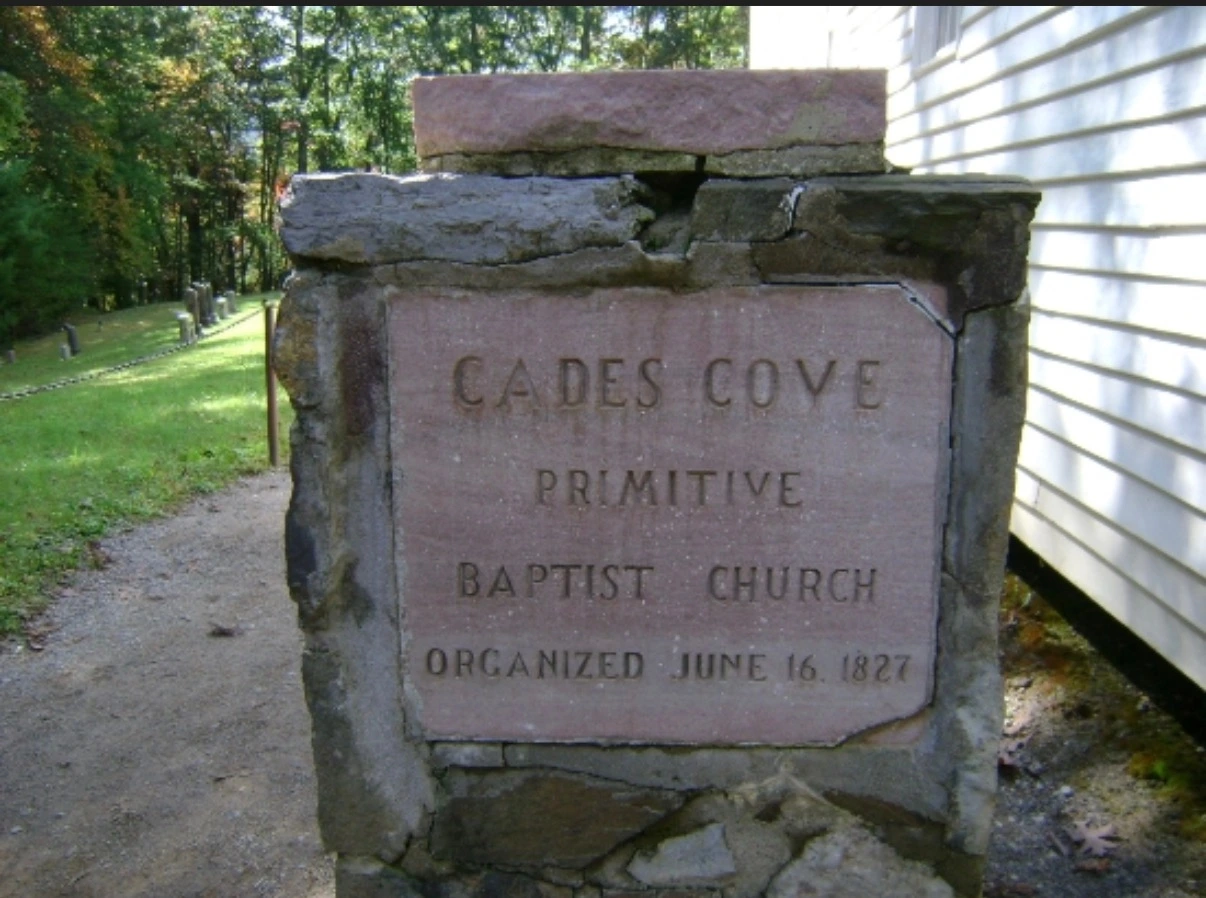 CADES COVE
PRIMITIVE
BAPTIST CHURCH
ORGANIZED JUNE 16. 1827